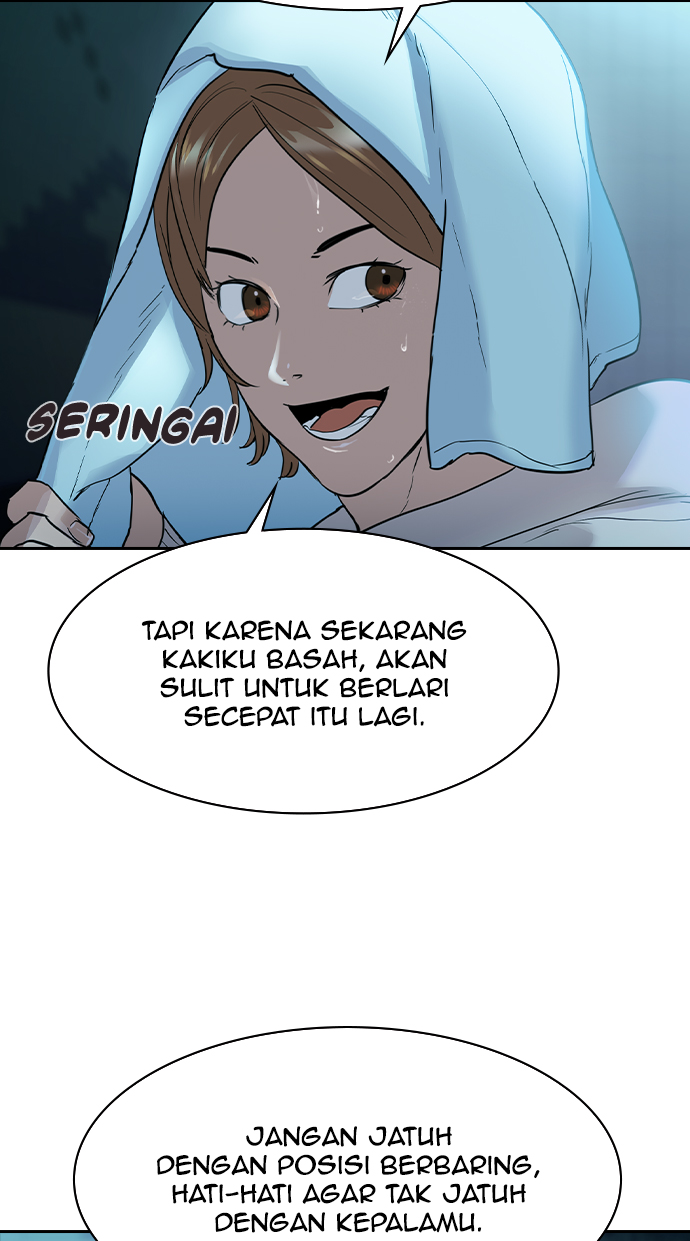 SERINGAI
TAPI KARENA SEKARANG
KAKIKU BASAH, AKAN
SULIT UNTUK BERLARI
SECEPAT ITU LAGI.
JANGAN JATUH
DENGAN POSISI BERBARING,
HATI-HATI AGAR TAK JATUH
DENGAN KEPALAMU.